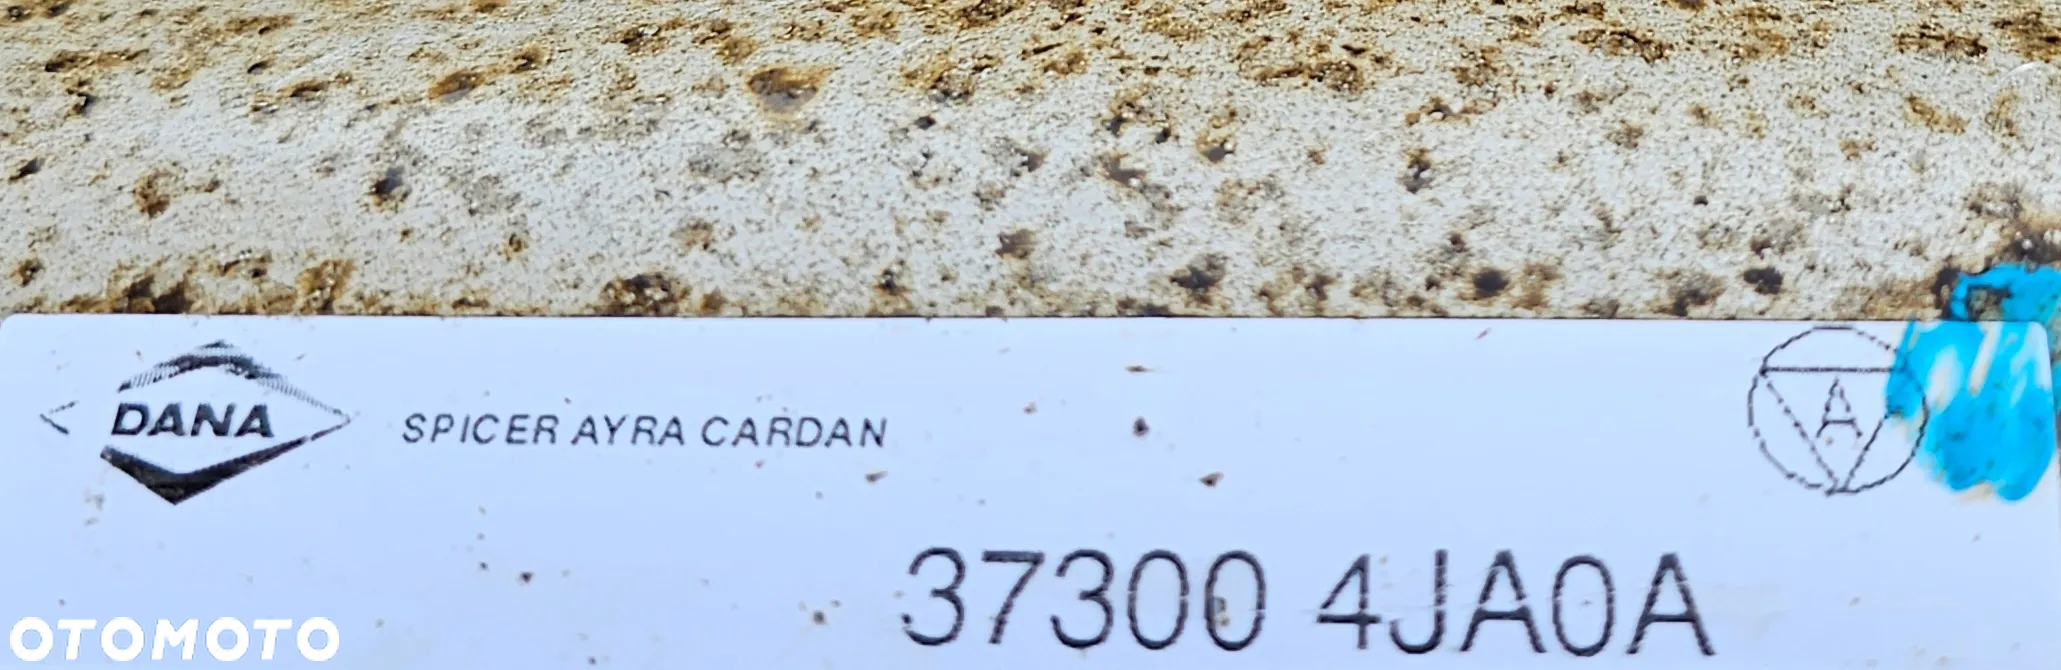 DANA
SPICER AYRA CARDAN
A
37300 4JA0A
OTOMOTO